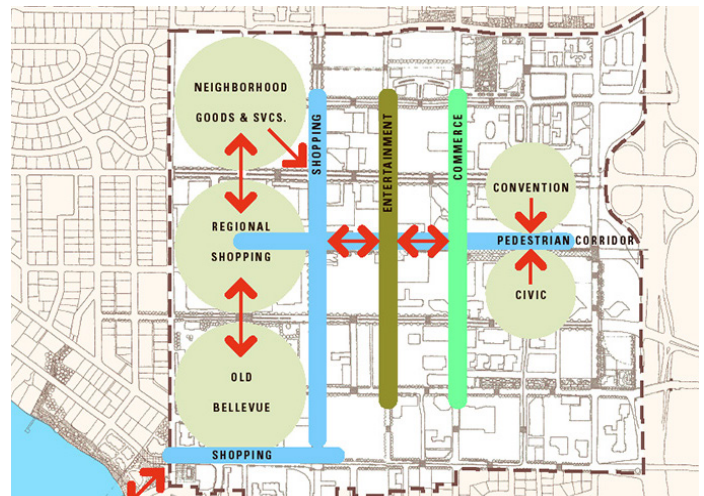 NEIGHBORHOOD
GOODS & SVCS.
SHOPPING
ENTERTAINMENT
COMMERCE
CONVENTION
REGIONAL
SHOPPING
PEDESTRIAN CORRIDOR
CIVIC
OLD
BELLEVUE
SHOPPING